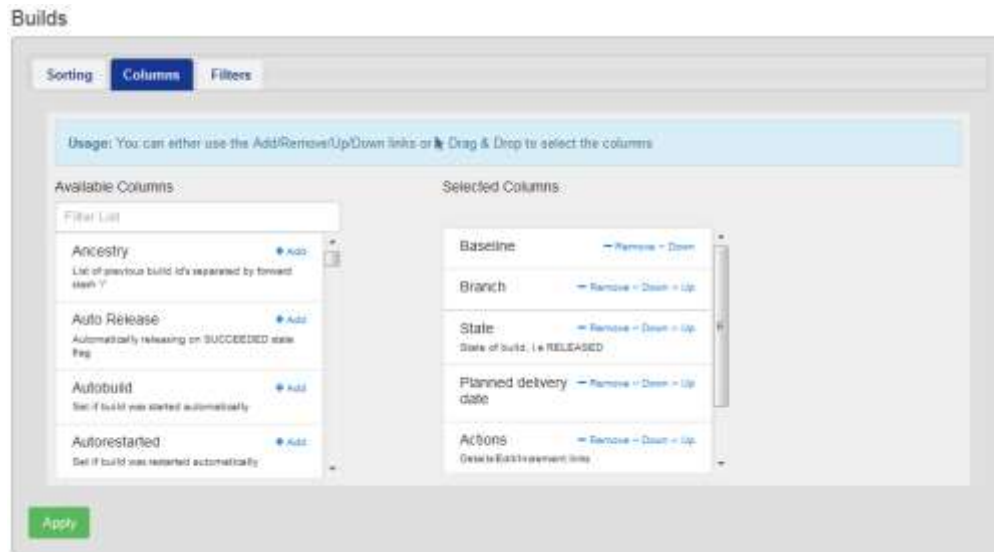 Builds
Sorting Columns Filters
Usage: You can either use the Add/Remove/Up/Down links or Drag & Drop to select the columns
Available Columns
Filter List
Ancestry Add
List of previous build id's separated by forward
slash '/'
Auto Release Add
Automatically releasing on SUCCEEDED state
flag
Autobuild Add
Set if build was started automatically
Autorestarted Add
Set if build was restarted automatically
Selected Columns
Baseline Remove Down
Branch Remove Down Up
State Remove Down Up
State of build, i.e RELEASED
Planned delivery Remove Down Up
date
Actions Remove Down Up
Details/Edit/Increment links
Apply